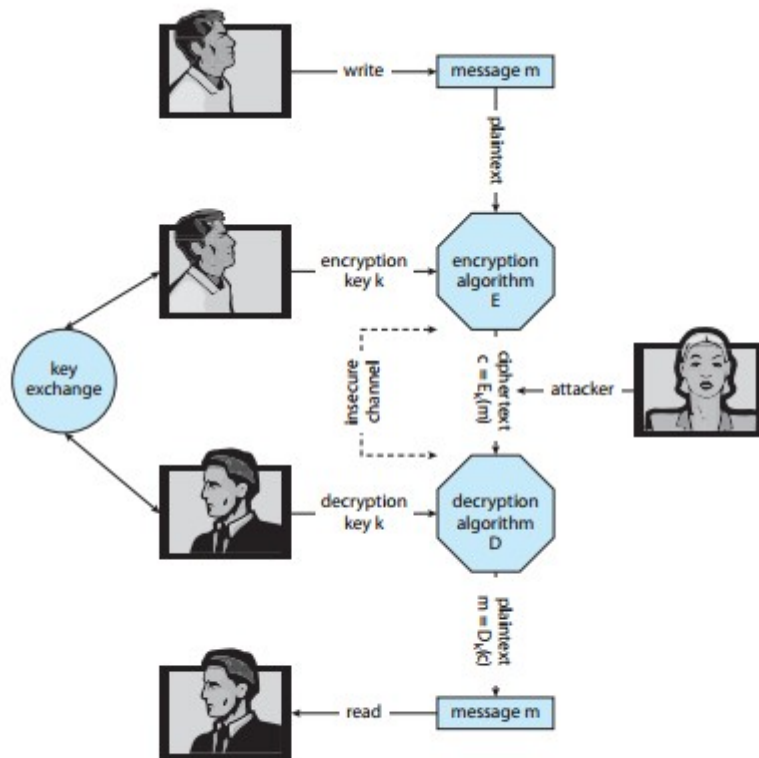 write
message m
plaintext
encryption
key k
encryption
algorithm
E
key
exchange
insecure
channel
ciphertext
c = Eₖ(m)
attacker
decryption
key k
decryption
algorithm
D
plaintext
m = Dₖ(c)
read
message m